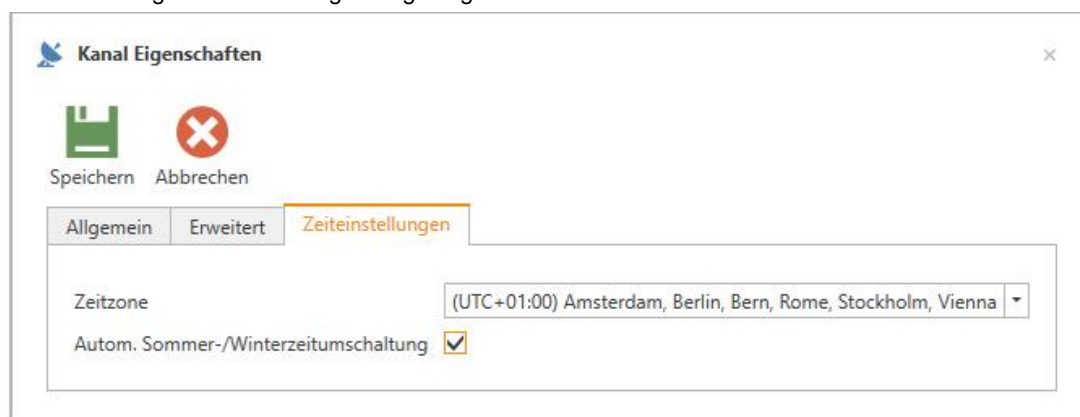 Kanal Eigenschaften
Speichern Abbrechen
Allgemein Erweitert Zeiteinstellungen
Zeitzone (UTC+01:00) Amsterdam, Berlin, Bern, Rome, Stockholm, Vienna
Autom. Sommer-/Winterzeitumschaltung